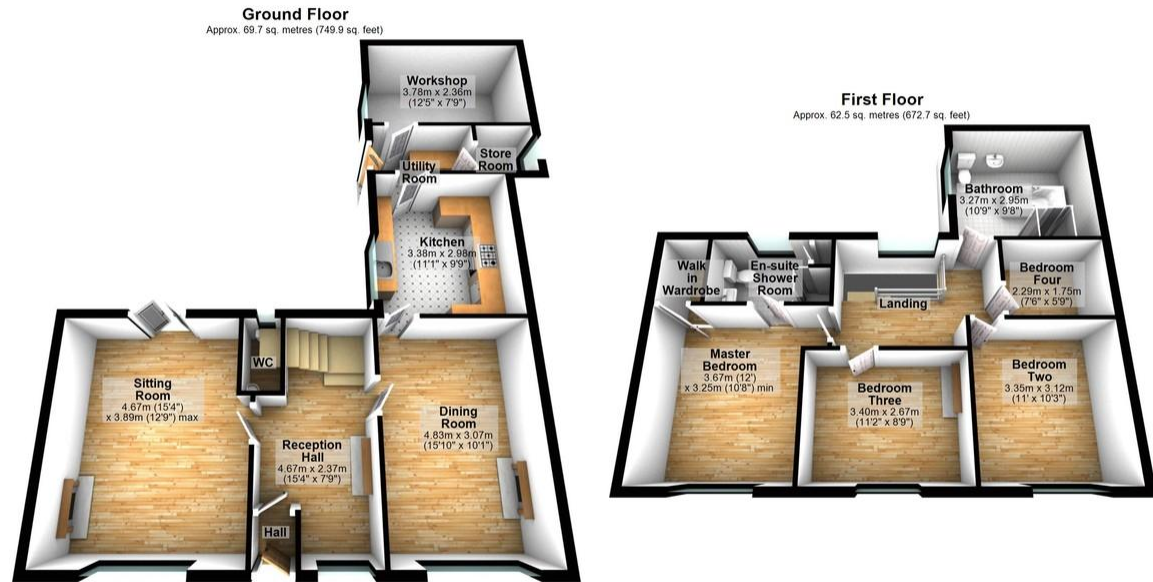 Ground Floor
Approx. 69.7 sq. metres (749.9 sq. feet)
Workshop
3.78m x 2.36m
(12'5" x 7'9")
Utility
Room
Store
Room
Kitchen
3.38m x 2.98m
(11'1" x 9'9")
WC
Sitting
Room
4.67m (15'4")
x 3.89m (12'9") max
Reception
Hall
4.67m x 2.37m
(15'4" x 7'9")
Dining
Room
4.83m x 3.07m
(15'10" x 10'1")
Hall
First Floor
Approx. 62.5 sq. metres (672.7 sq. feet)
Bathroom
3.27m x 2.95m
(10'9" x 9'8")
Walk
in
Wardrobe
En-suite
Shower
Room
Landing
Bedroom
Four
2.29m x 1.75m
(7'6" x 5'9")
Master
Bedroom
3.67m (12')
x 3.25m (10'8") min
Bedroom
Three
3.40m x 2.67m
(11'2" x 8'9")
Bedroom
Two
3.35m x 3.12m
(11' x 10'3")